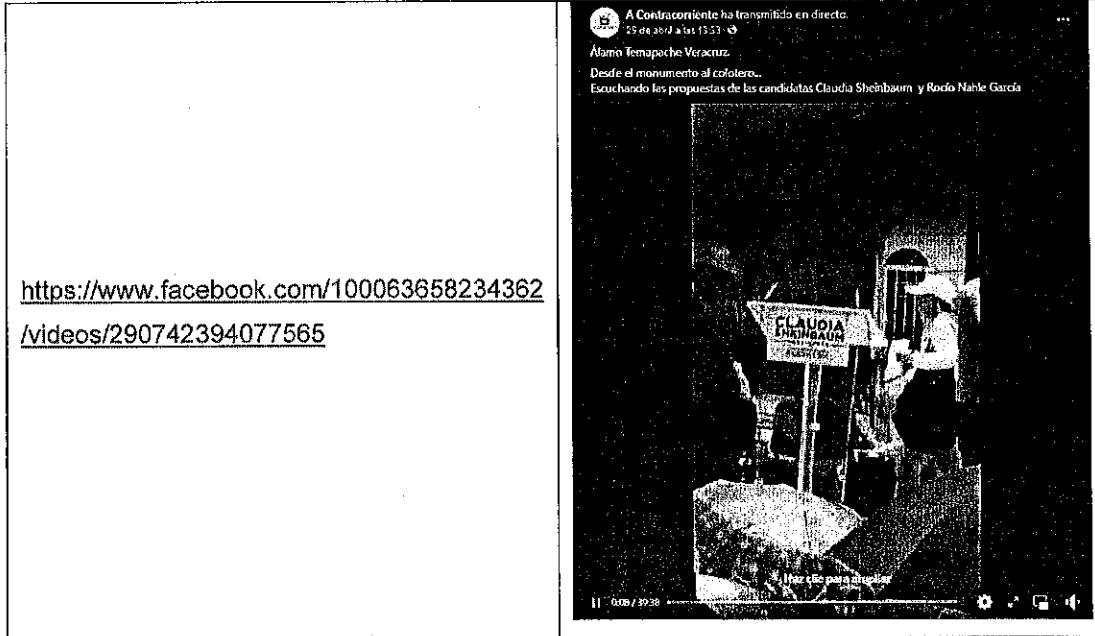 https://www.facebook.com/100063658234362
/videos/290742394077565
A Contracorriente ha transmitido en directo.
25 de abril a las 13:53
Álamo Temapache Veracruz.
Desde el monumento al colotero...
Escuchando las propuestas de las candidatas Claudia Sheinbaum y Rocío Nahle García
CLAUDIA
SHEINBAUM
Haz clic para ampliar
0:08 / 39:38